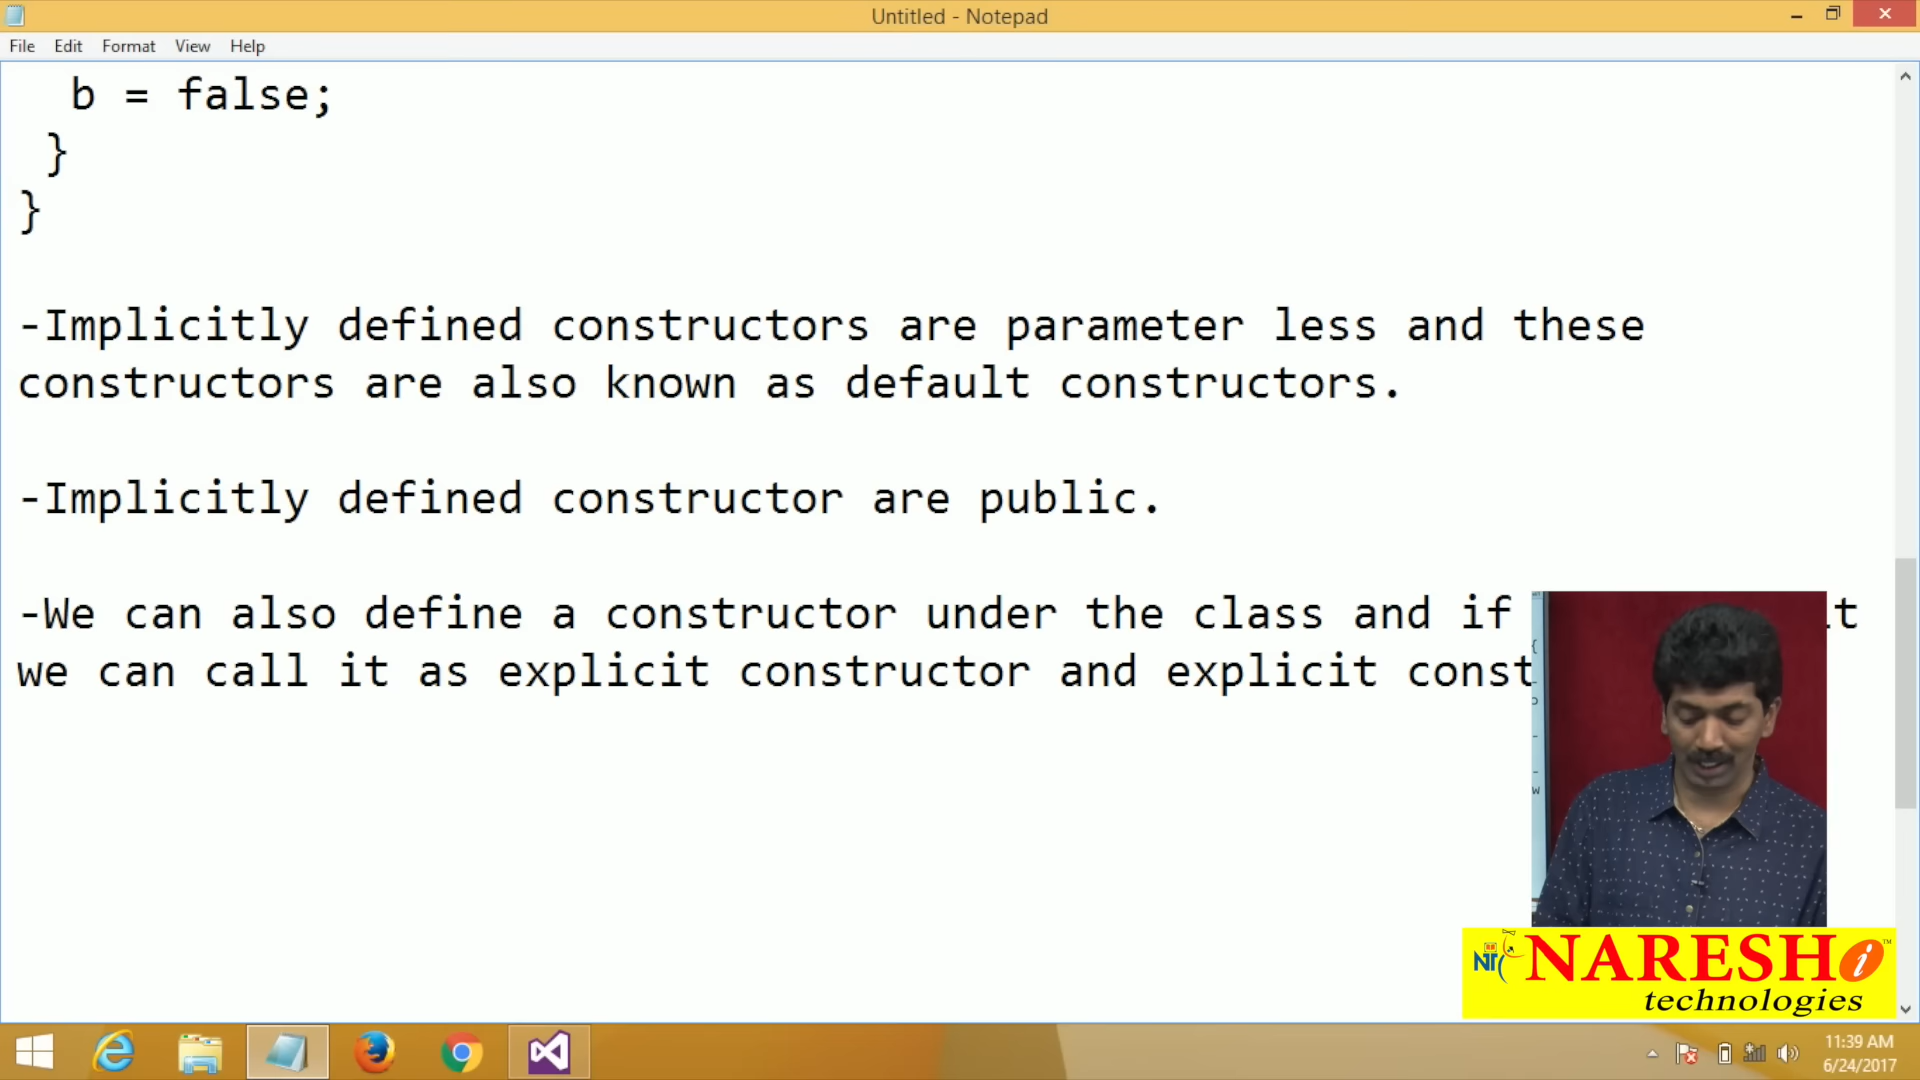 Untitled - Notepad
File Edit Format View Help
b = false;
}
}
-Implicitly defined constructors are parameter less and these
constructors are also known as default constructors.
-Implicitly defined constructor are public.
-We can also define a constructor under the class and if
we can call it as explicit constructor and explicit const
NARESH i
technologies
11:39 AM
6/24/2017